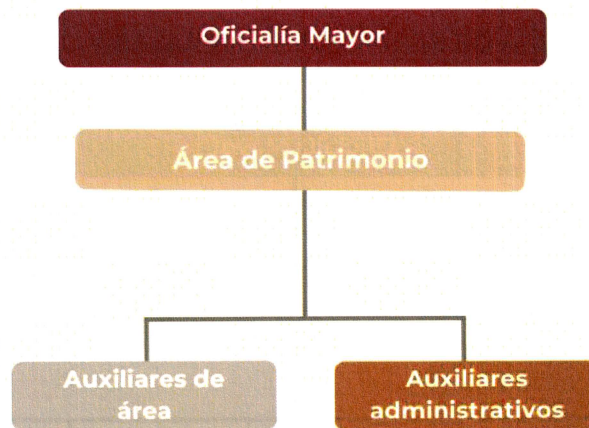 Oficialía Mayor
Área de Patrimonio
Auxiliares de
área
Auxiliares
administrativos